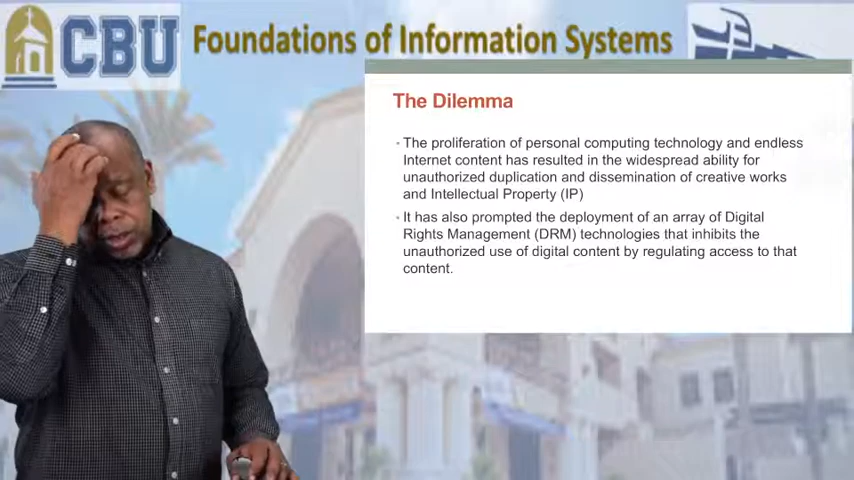 CBU Foundations of Information Systems
The Dilemma
• The proliferation of personal computing technology and endless
Internet content has resulted in the widespread ability for
unauthorized duplication and dissemination of creative works
and Intellectual Property (IP)
• It has also prompted the deployment of an array of Digital
Rights Management (DRM) technologies that inhibits the
unauthorized use of digital content by regulating access to that
content.